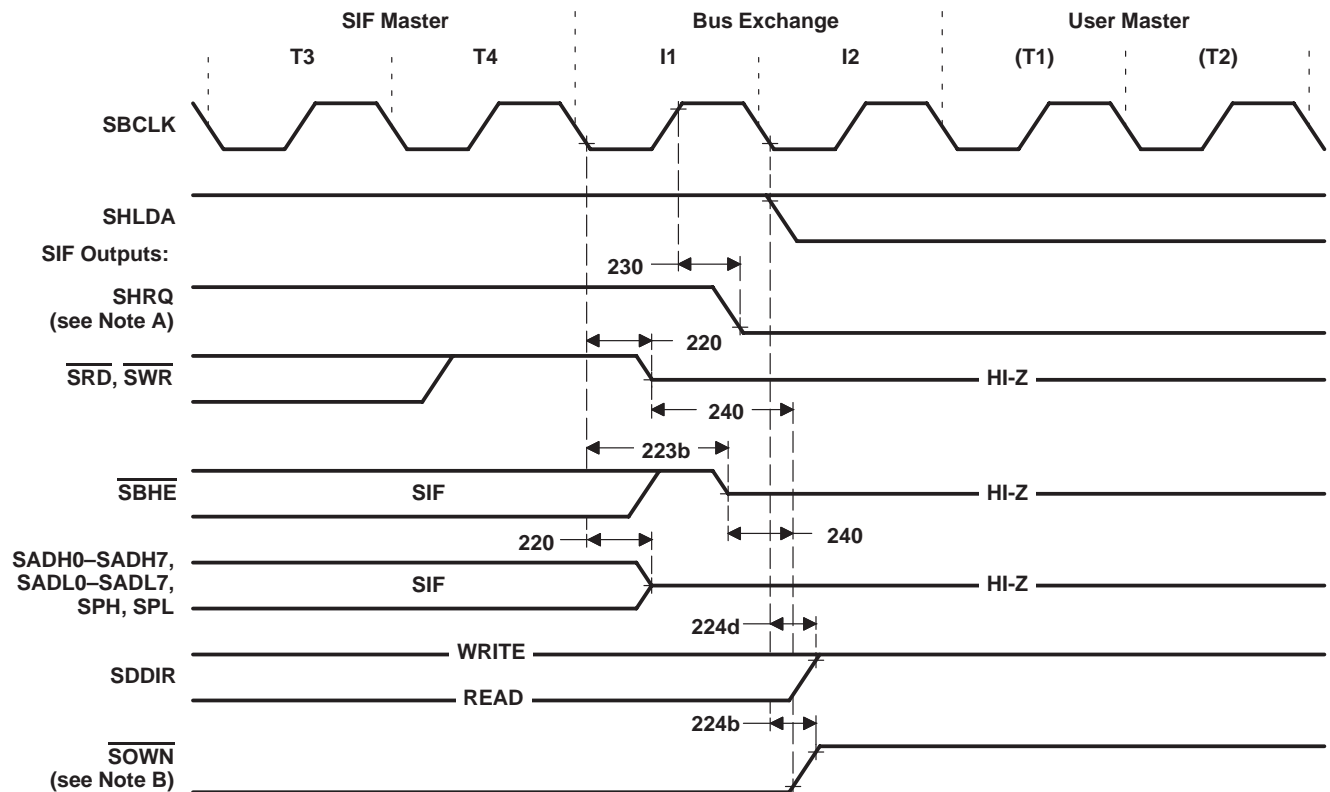 SIF Master Bus Exchange User Master
T3 T4 I1 I2 (T1) (T2)
SBCLK
SHLDA
SIF Outputs:
230
SHRQ
(see Note A)
220
SRD, SWR
HI-Z
240
223b
SBHE
SIF
HI-Z
220
240
SADH0–SADH7,
SADL0–SADL7,
SPH, SPL
SIF
HI-Z
224d
WRITE
SDDIR
READ
224b
SOWN
(see Note B)